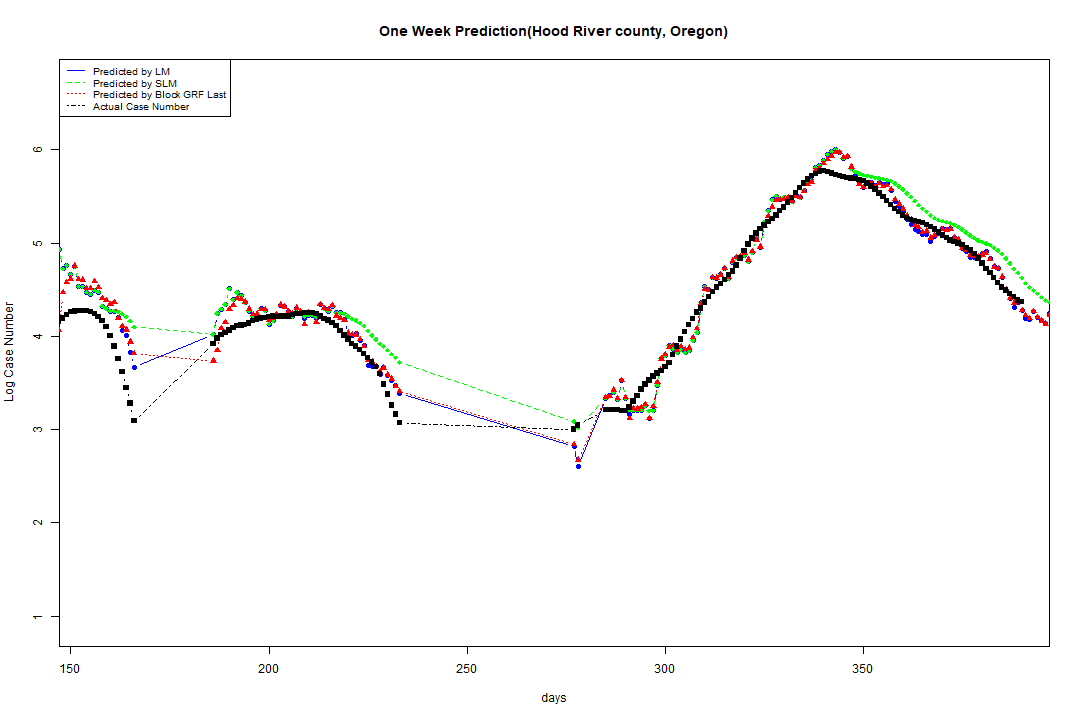 One Week Prediction(Hood River county, Oregon)
Predicted by LM
Predicted by SLM
Predicted by Block GRF Last
Actual Case Number
Log Case Number
6
5
4
3
2
1
150 200 250 300 350
days